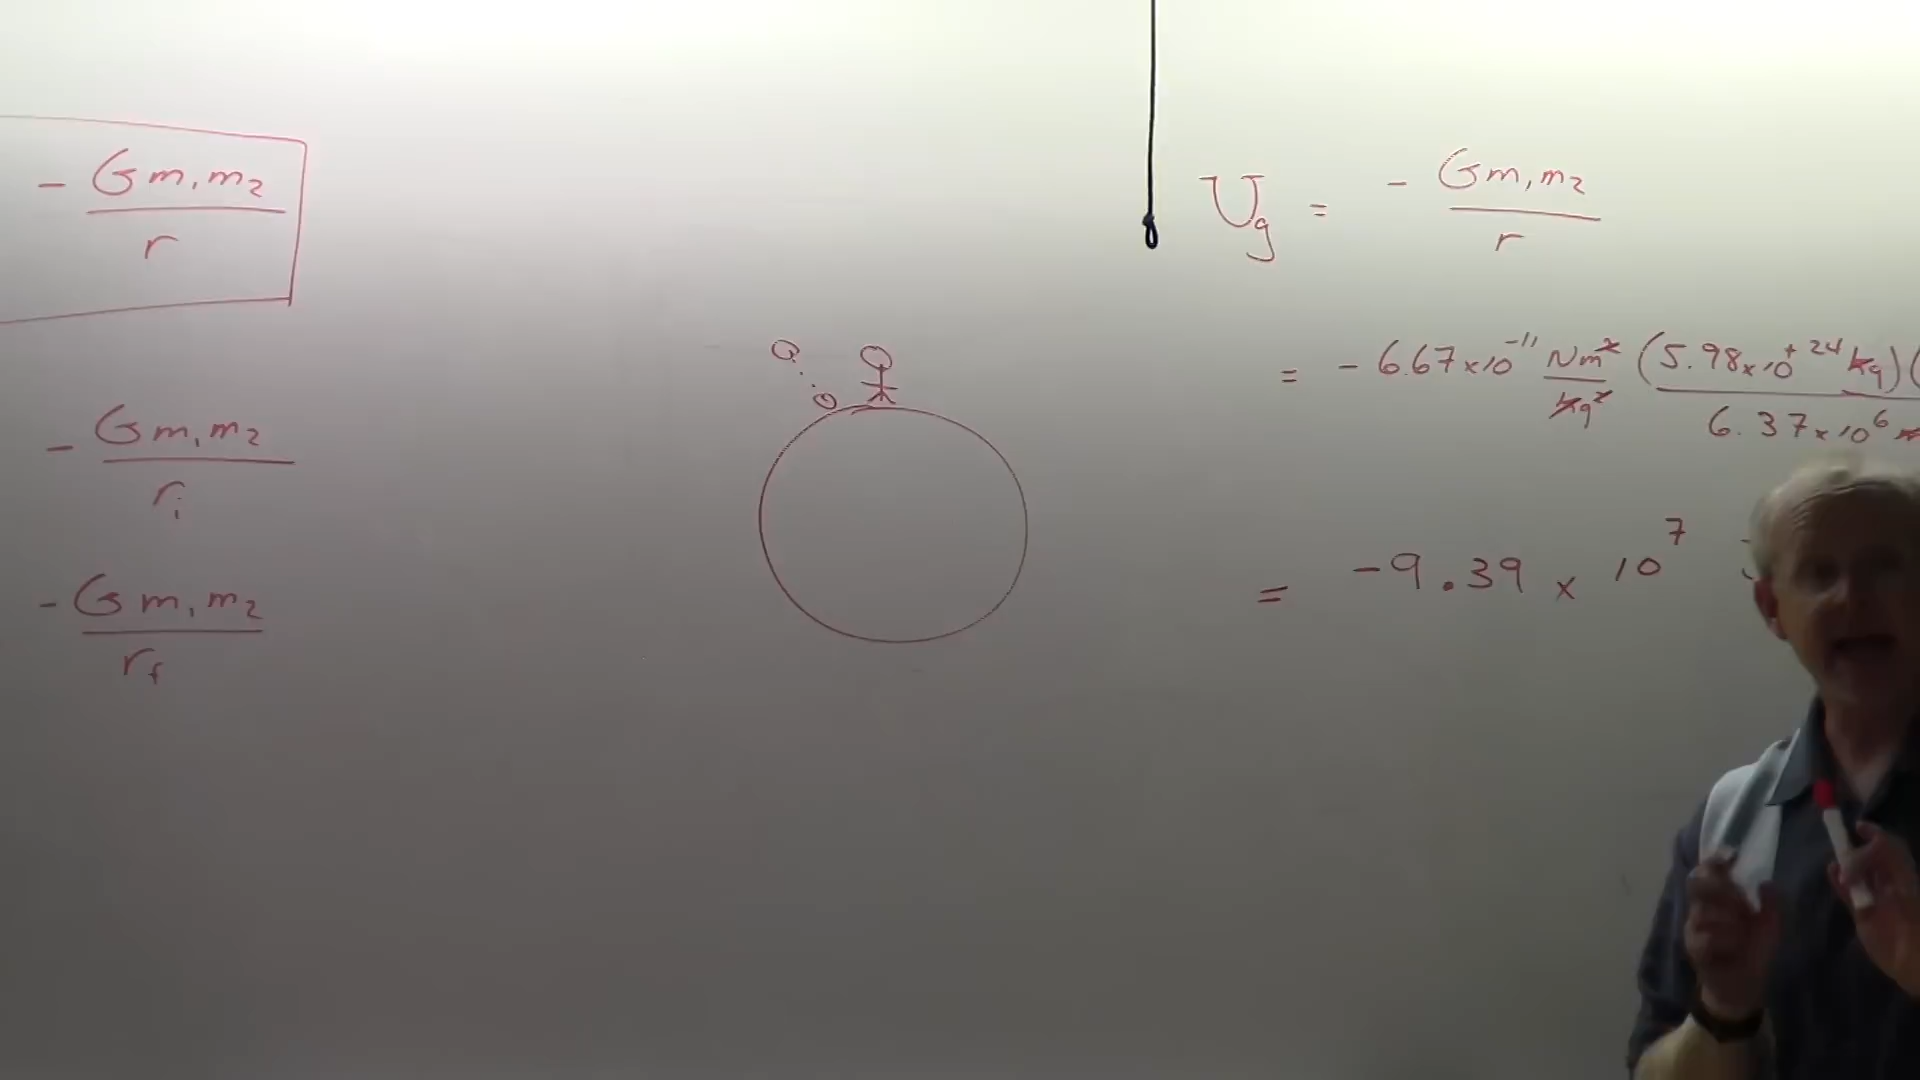 - Gm₁m₂ / r
- Gm₁m₂ / rᵢ
- Gm₁m₂ / r_f
U_g = - Gm₁m₂ / r
= - 6.67 x 10⁻¹¹ Nm²/kg² (5.98 x 10⁺²⁴ kg)( / 6.37 x 10⁶ m
= -9.39 x 10⁷